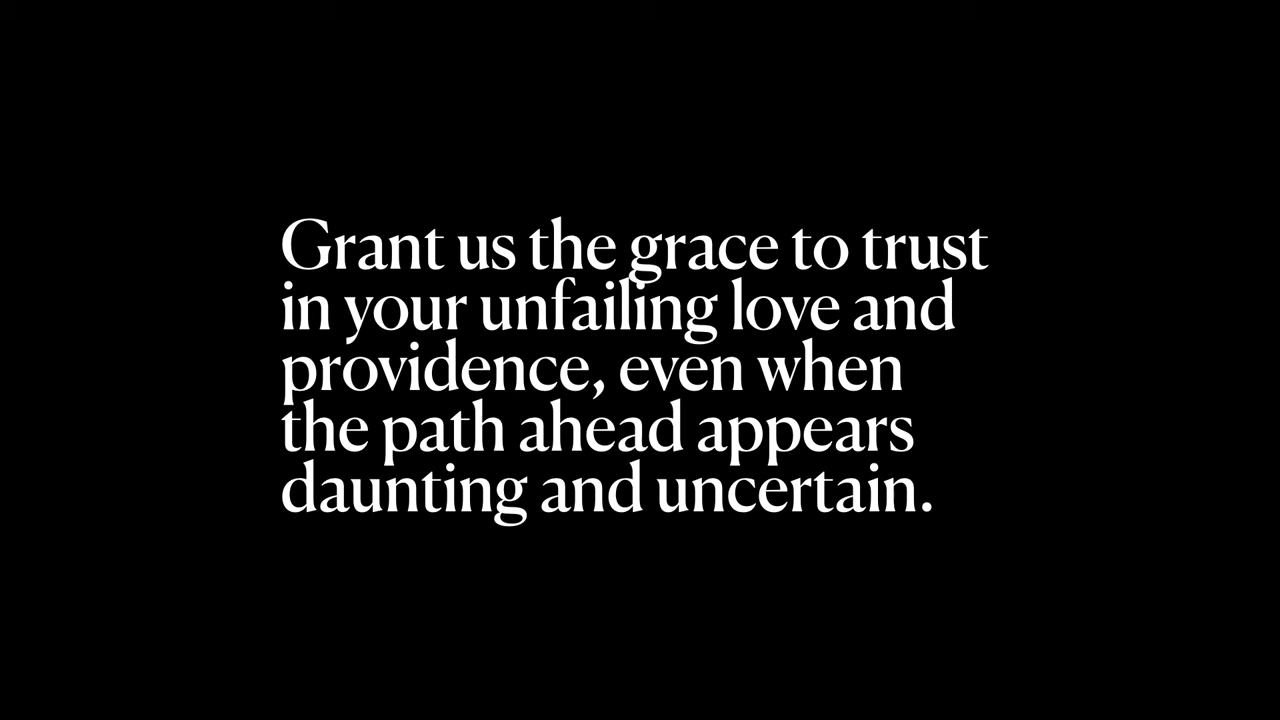 Grant us the grace to trust
in your unfailing love and
providence, even when
the path ahead appears
daunting and uncertain.